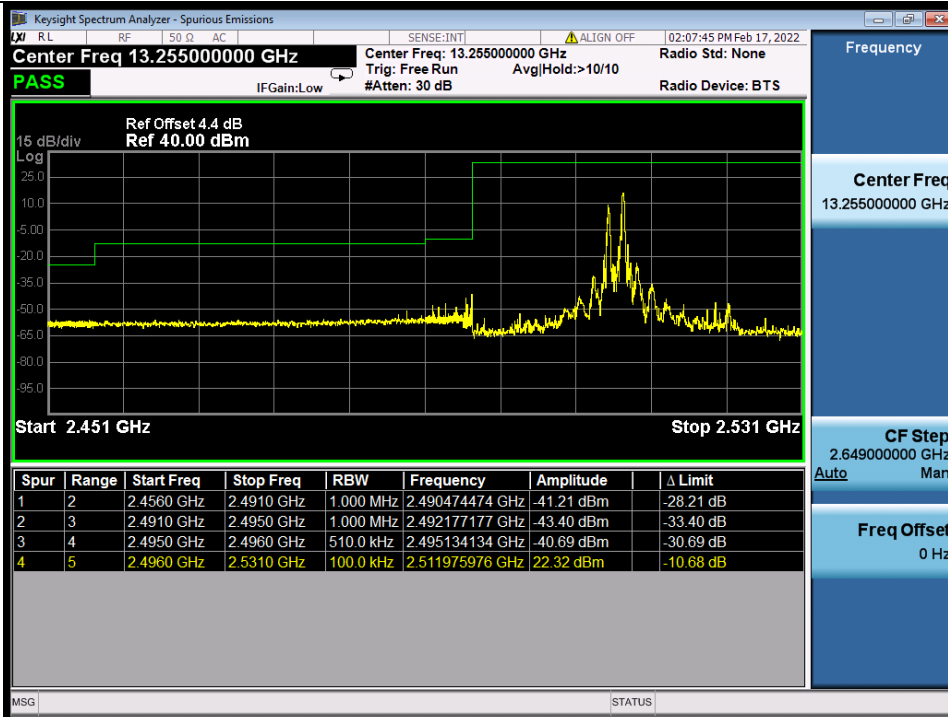 Keysight Spectrum Analyzer - Spurious Emissions
LXI RL RF 50 Ω AC SENSE:INT ALIGN OFF 02:07:45 PM Feb 17, 2022
Center Freq 13.255000000 GHz Center Freq: 13.255000000 GHz Radio Std: None
Trig: Free Run Avg|Hold:>10/10
PASS IFGain:Low #Atten: 30 dB Radio Device: BTS
Ref Offset 4.4 dB
15 dB/div Ref 40.00 dBm
Log
25.0
10.0
-5.00
-20.0
-35.0
-50.0
-65.0
-80.0
-95.0
Start 2.451 GHz Stop 2.531 GHz
Spur Range Start Freq Stop Freq RBW Frequency Amplitude Δ Limit
1 2 2.4560 GHz 2.4910 GHz 1.000 MHz 2.490474474 GHz -41.21 dBm -28.21 dB
2 3 2.4910 GHz 2.4950 GHz 1.000 MHz 2.492177177 GHz -43.40 dBm -33.40 dB
3 4 2.4950 GHz 2.4960 GHz 510.0 kHz 2.495134134 GHz -40.69 dBm -30.69 dB
4 5 2.4960 GHz 2.5310 GHz 100.0 kHz 2.511975976 GHz 22.32 dBm -10.68 dB
Frequency
Center Freq
13.255000000 GHz
CF Step
2.649000000 GHz
Auto Man
Freq Offset
0 Hz
MSG STATUS